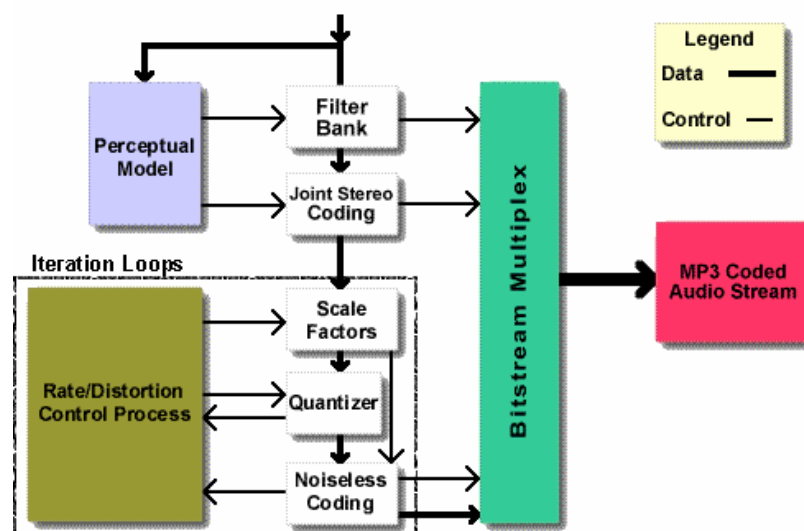 Legend
Data
Control
Filter
Bank
Perceptual
Model
Joint Stereo
Coding
Bitstream Multiplex
MP3 Coded
Audio Stream
Iteration Loops
Scale
Factors
Rate/Distortion
Control Process
Quantizer
Noiseless
Coding